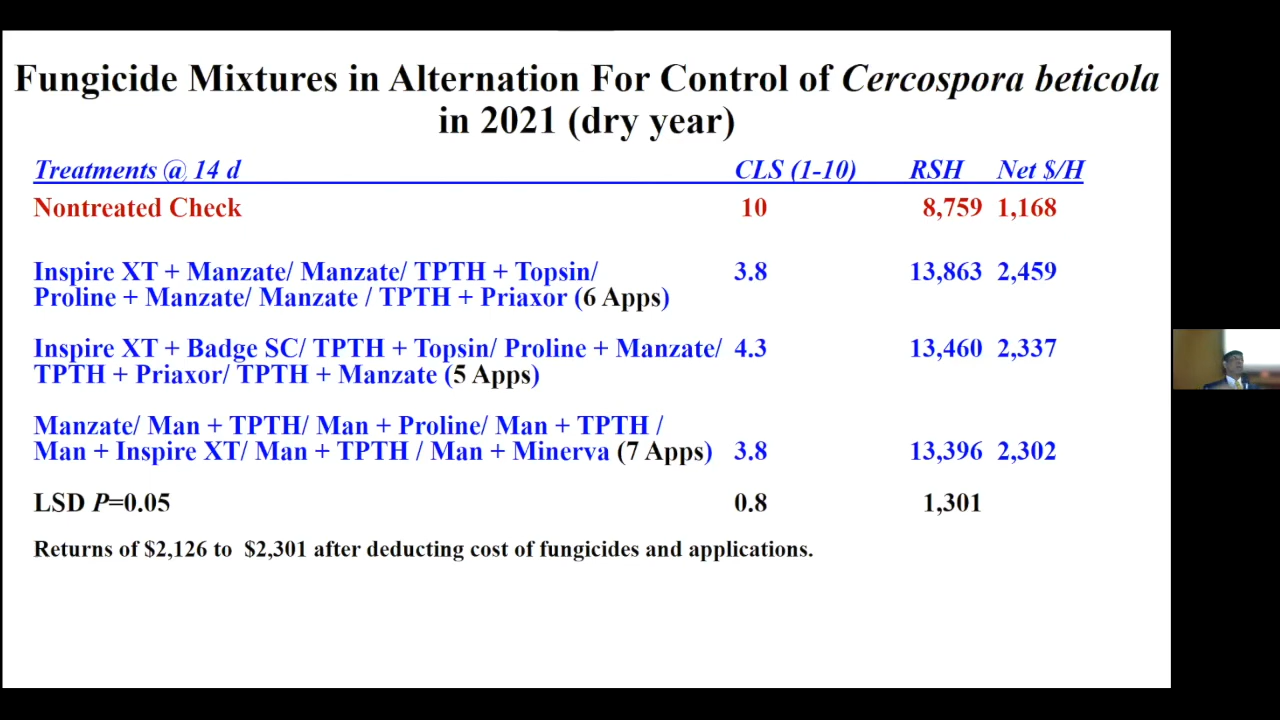 Fungicide Mixtures in Alternation For Control of Cercospora beticola
in 2021 (dry year)
Treatments @ 14 d CLS (1-10) RSH Net $/H
Nontreated Check 10 8,759 1,168
Inspire XT + Manzate/ Manzate/ TPTH + Topsin/ 3.8 13,863 2,459
Proline + Manzate/ Manzate / TPTH + Priaxor (6 Apps)
Inspire XT + Badge SC/ TPTH + Topsin/ Proline + Manzate/ 4.3 13,460 2,337
TPTH + Priaxor/ TPTH + Manzate (5 Apps)
Manzate/ Man + TPTH/ Man + Proline/ Man + TPTH /
Man + Inspire XT/ Man + TPTH / Man + Minerva (7 Apps) 3.8 13,396 2,302
LSD P=0.05 0.8 1,301
Returns of $2,126 to $2,301 after deducting cost of fungicides and applications.